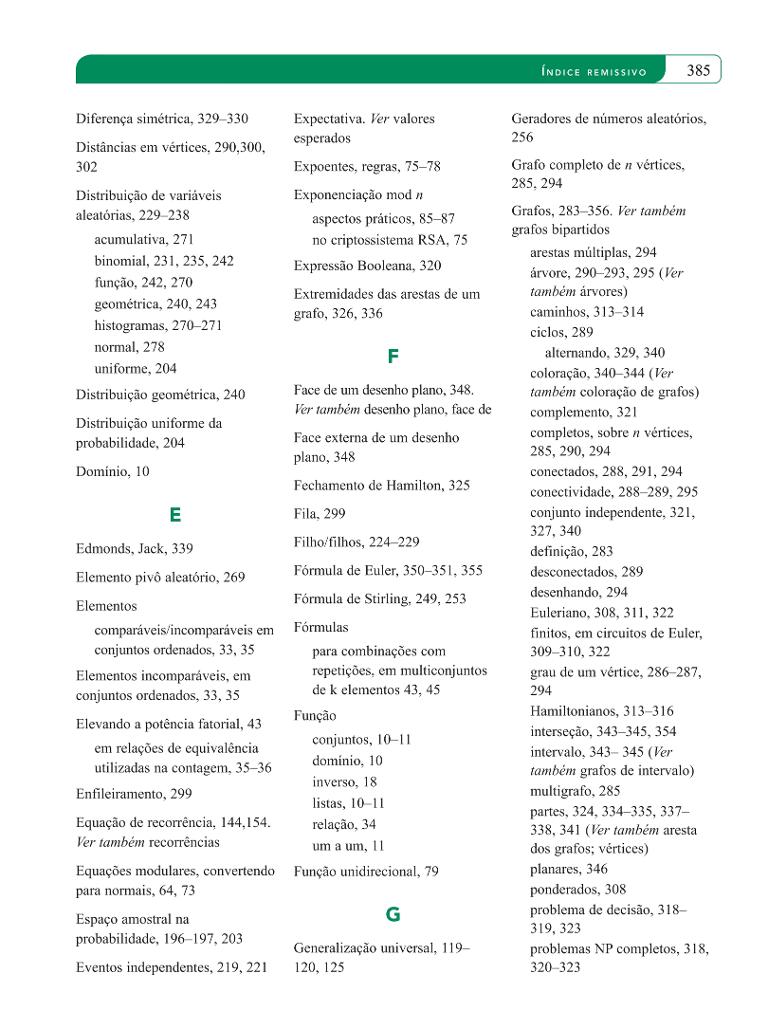 ÍNDICE REMISSIVO 385
Diferença simétrica, 329–330
Distâncias em vértices, 290,300,
302
Distribuição de variáveis
aleatórias, 229–238
acumulativa, 271
binomial, 231, 235, 242
função, 242, 270
geométrica, 240, 243
histogramas, 270–271
normal, 278
uniforme, 204
Distribuição geométrica, 240
Distribuição uniforme da
probabilidade, 204
Domínio, 10
E
Edmonds, Jack, 339
Elemento pivô aleatório, 269
Elementos
comparáveis/incomparáveis em
conjuntos ordenados, 33, 35
Elementos incomparáveis, em
conjuntos ordenados, 33, 35
Elevando a potência fatorial, 43
em relações de equivalência
utilizadas na contagem, 35–36
Enfileiramento, 299
Equação de recorrência, 144,154.
Ver também recorrências
Equações modulares, convertendo
para normais, 64, 73
Espaço amostral na
probabilidade, 196–197, 203
Eventos independentes, 219, 221
Expectativa. Ver valores
esperados
Expoentes, regras, 75–78
Exponenciação mod n
aspectos práticos, 85–87
no criptossistema RSA, 75
Expressão Booleana, 320
Extremidades das arestas de um
grafo, 326, 336
F
Face de um desenho plano, 348.
Ver também desenho plano, face de
Face externa de um desenho
plano, 348
Fechamento de Hamilton, 325
Fila, 299
Filho/filhos, 224–229
Fórmula de Euler, 350–351, 355
Fórmula de Stirling, 249, 253
Fórmulas
para combinações com
repetições, em multiconjuntos
de k elementos 43, 45
Função
conjuntos, 10–11
domínio, 10
inverso, 18
listas, 10–11
relação, 34
um a um, 11
Função unidirecional, 79
G
Generalização universal, 119–
120, 125
Geradores de números aleatórios,
256
Grafo completo de n vértices,
285, 294
Grafos, 283–356. Ver também
grafos bipartidos
arestas múltiplas, 294
árvore, 290–293, 295 (Ver
também árvores)
caminhos, 313–314
ciclos, 289
alternando, 329, 340
coloração, 340–344 (Ver
também coloração de grafos)
complemento, 321
completos, sobre n vértices,
285, 290, 294
conectados, 288, 291, 294
conectividade, 288–289, 295
conjunto independente, 321,
327, 340
definição, 283
desconectados, 289
desenhando, 294
Euleriano, 308, 311, 322
finitos, em circuitos de Euler,
309–310, 322
grau de um vértice, 286–287,
294
Hamiltonianos, 313–316
interseção, 343–345, 354
intervalo, 343– 345 (Ver
também grafos de intervalo)
multigrafo, 285
partes, 324, 334–335, 337–
338, 341 (Ver também aresta
dos grafos; vértices)
planares, 346
ponderados, 308
problema de decisão, 318–
319, 323
problemas NP completos, 318,
320–323